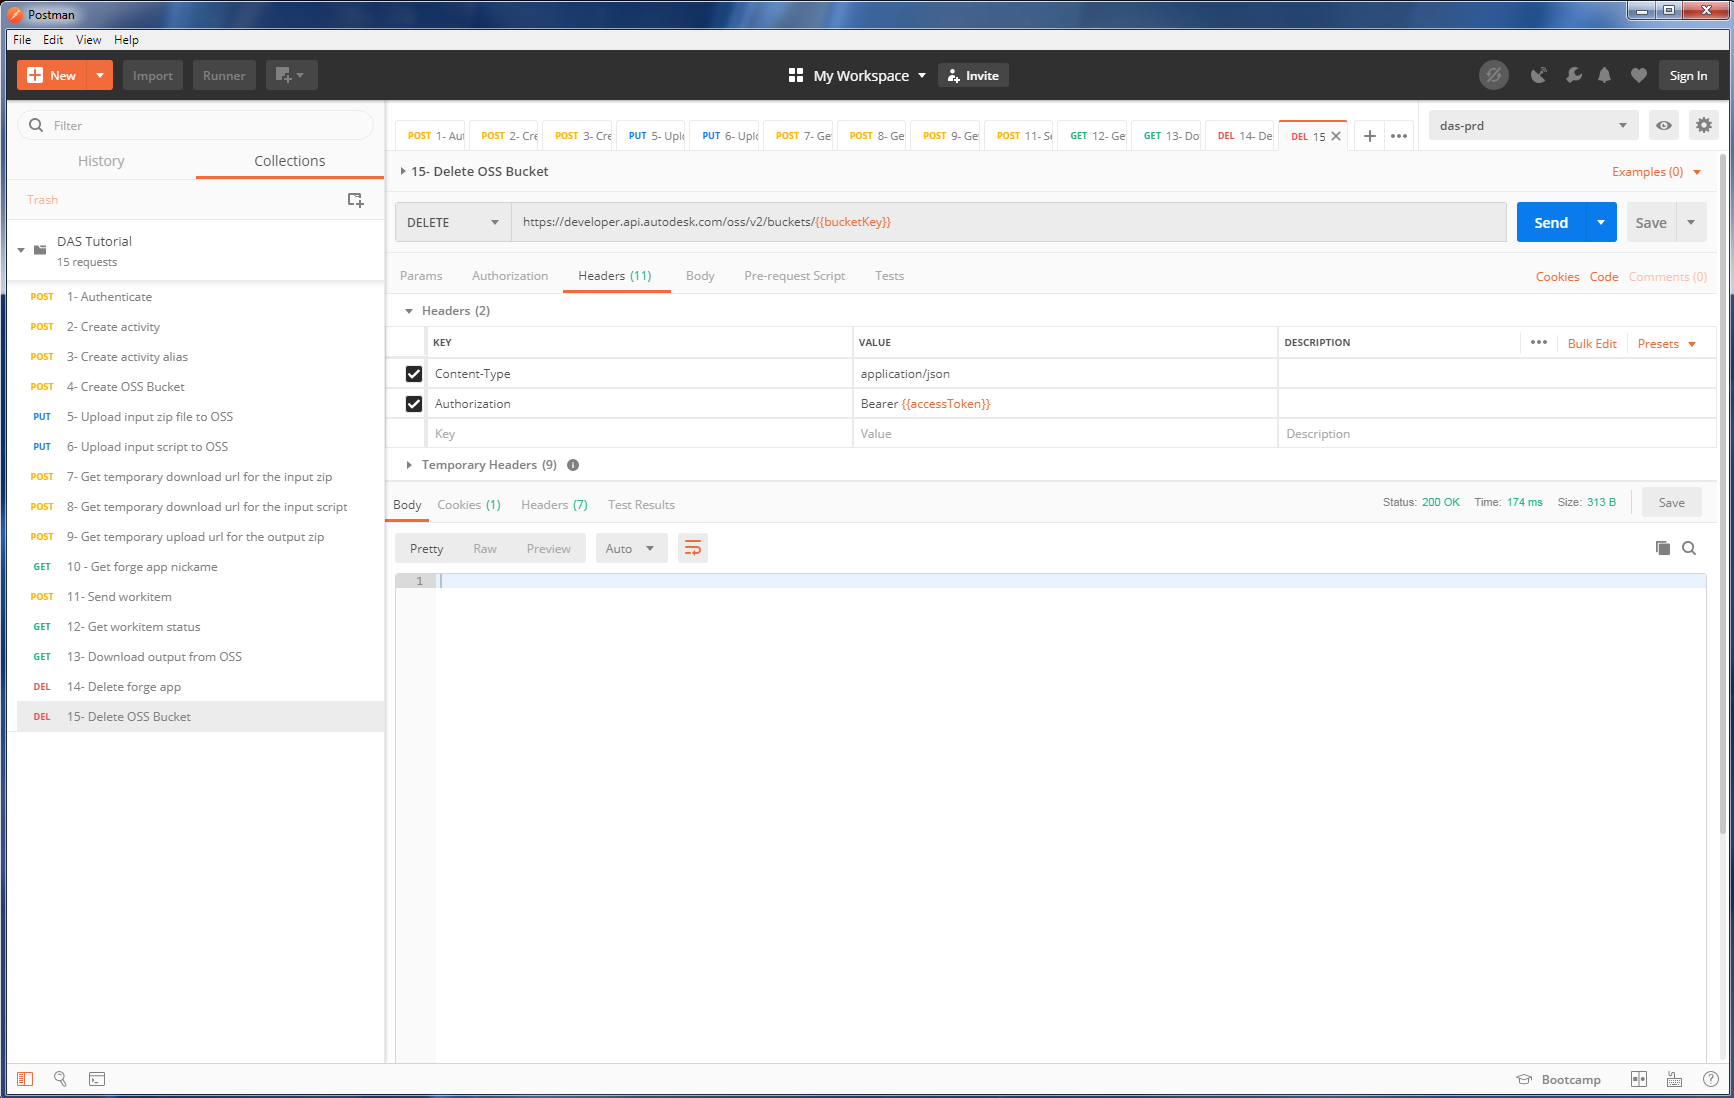 Postman
File Edit View Help
New Import Runner My Workspace Invite Sign In
Filter
History Collections
Trash
DAS Tutorial
15 requests
POST 1- Authenticate
POST 2- Create activity
POST 3- Create activity alias
POST 4- Create OSS Bucket
PUT 5- Upload input zip file to OSS
PUT 6- Upload input script to OSS
POST 7- Get temporary download url for the input zip
POST 8- Get temporary download url for the input script
POST 9- Get temporary upload url for the output zip
GET 10 - Get forge app nickame
POST 11- Send workitem
GET 12- Get workitem status
GET 13- Download output from OSS
DEL 14- Delete forge app
DEL 15- Delete OSS Bucket
POST 1- Aut POST 2- Cre POST 3- Cre PUT 5- Uplo PUT 6- Uplo POST 7- Ge POST 8- Ge POST 9- Ge POST 11- Se GET 12- Ge GET 13- Do DEL 14- De DEL 15 das-prd
15- Delete OSS Bucket Examples (0)
DELETE https://developer.api.autodesk.com/oss/v2/buckets/{{bucketKey}} Send Save
Params Authorization Headers (11) Body Pre-request Script Tests Cookies Code Comments (0)
Headers (2)
KEY VALUE DESCRIPTION Bulk Edit Presets
Content-Type application/json
Authorization Bearer {{accessToken}}
Key Value Description
Temporary Headers (9)
Body Cookies (1) Headers (7) Test Results Status: 200 OK Time: 174 ms Size: 313 B Save
Pretty Raw Preview Auto
1
Bootcamp